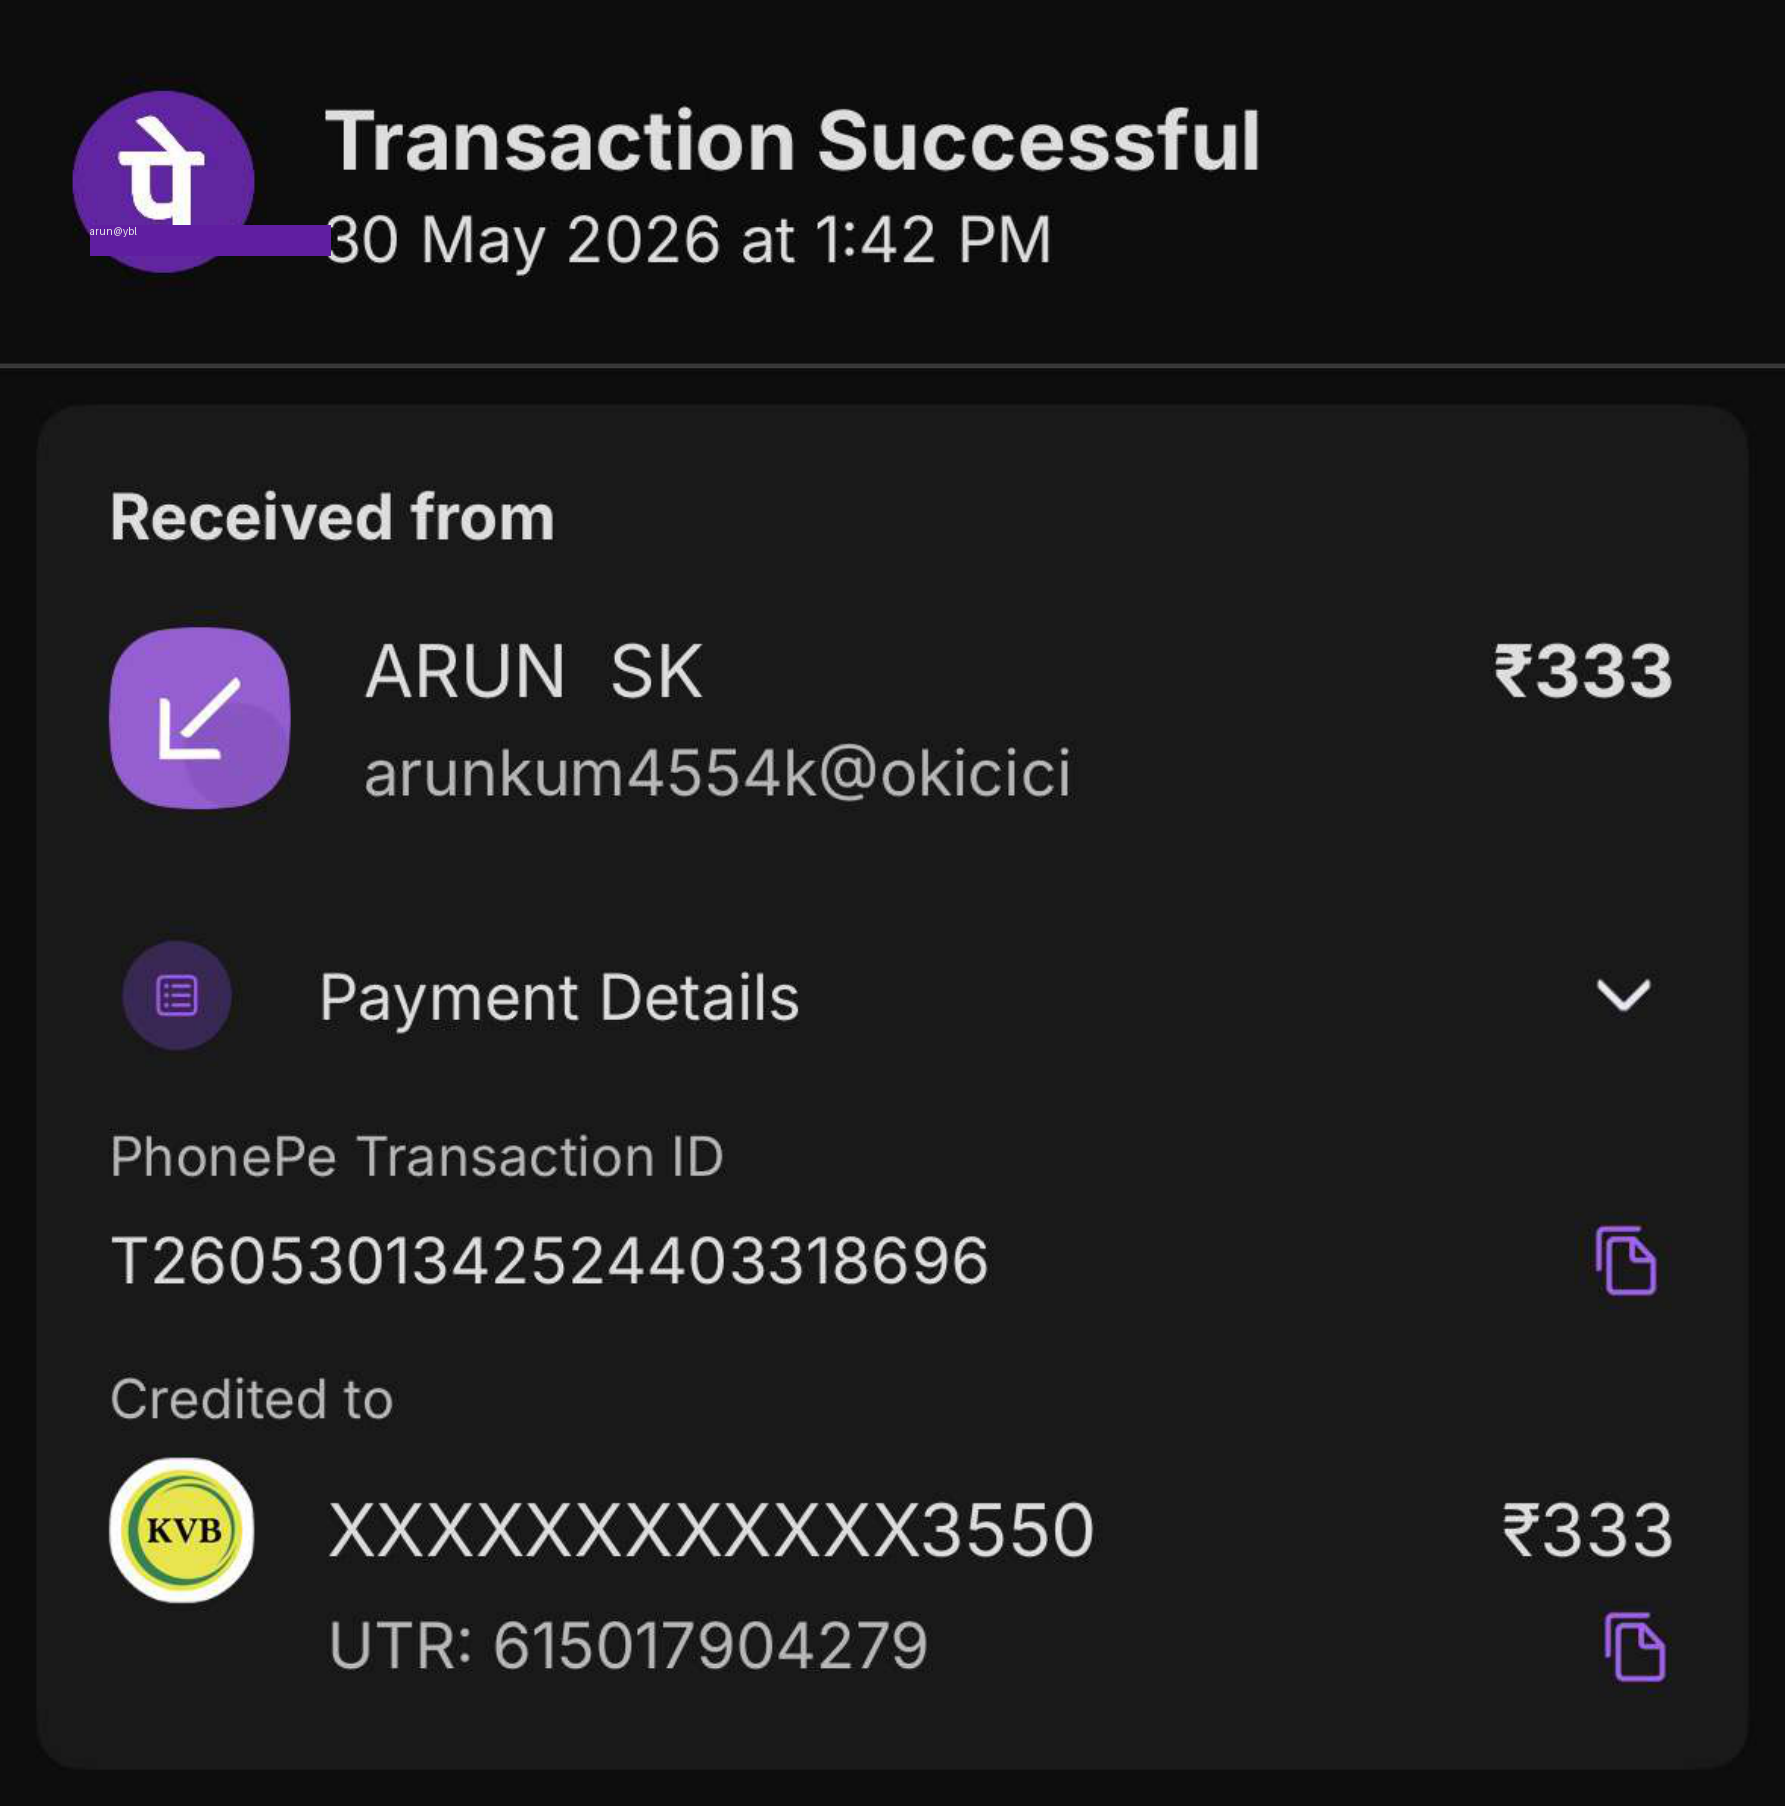 पे
Transaction Successful
arun@ybl
30 May 2026 at 1:42 PM
Received from
ARUN SK
₹333
arunkum4554k@okicici
Payment Details
PhonePe Transaction ID
T2605301342524403318696
Credited to
KVB
XXXXXXXXXXXX3550
₹333
UTR: 615017904279